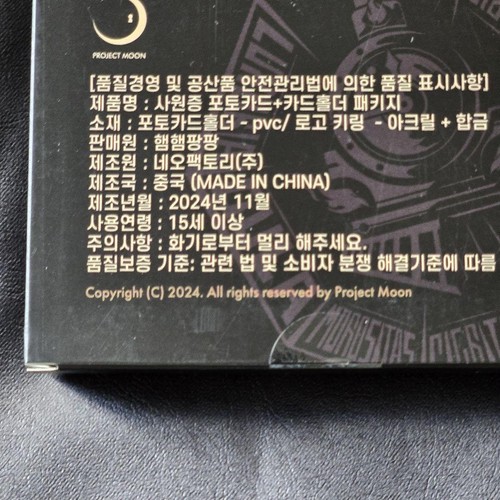 PROJECT MOON
[품질경영 및 공산품 안전관리법에 의한 품질 표시사항]
제품명 : 사원증 포토카드+카드홀더 패키지
소재 : 포토카드홀더 - pvc/ 로고 키링 - 아크릴 + 합금
판매원 : 햄햄팡팡
제조원 : 네오팩토리(주)
제조국 : 중국 (MADE IN CHINA)
제조년월 : 2024년 11월
사용연령 : 15세 이상
주의사항 : 화기로부터 멀리 해주세요.
품질보증 기준: 관련 법 및 소비자 분쟁 해결기준에 따름
Copyright (C) 2024. All rights reserved by Project Moon